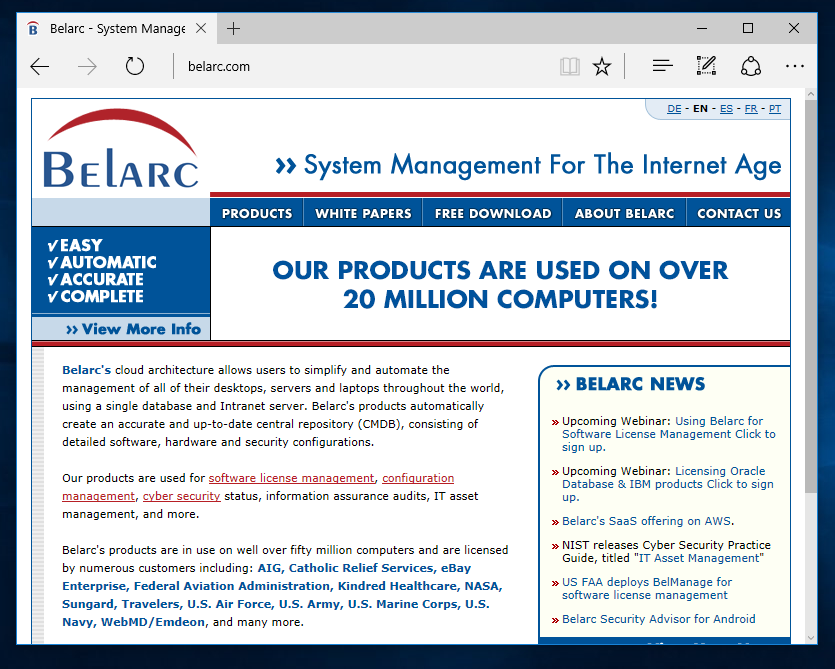 Belarc - System Manage
belarc.com
DE - EN - ES - FR - PT
BELARC
›› System Management For The Internet Age
PRODUCTS
WHITE PAPERS
FREE DOWNLOAD
ABOUT BELARC
CONTACT US
√ EASY
√ AUTOMATIC
√ ACCURATE
√ COMPLETE
›› View More Info
OUR PRODUCTS ARE USED ON OVER
20 MILLION COMPUTERS!
Belarc's cloud architecture allows users to simplify and automate the
management of all of their desktops, servers and laptops throughout the world,
using a single database and Intranet server. Belarc's products automatically
create an accurate and up-to-date central repository (CMDB), consisting of
detailed software, hardware and security configurations.
Our products are used for software license management, configuration
management, cyber security status, information assurance audits, IT asset
management, and more.
Belarc's products are in use on well over fifty million computers and are licensed
by numerous customers including: AIG, Catholic Relief Services, eBay
Enterprise, Federal Aviation Administration, Kindred Healthcare, NASA,
Sungard, Travelers, U.S. Air Force, U.S. Army, U.S. Marine Corps, U.S.
Navy, WebMD/Emdeon, and many more.
›› BELARC NEWS
» Upcoming Webinar: Using Belarc for
Software License Management Click to
sign up.
» Upcoming Webinar: Licensing Oracle
Database & IBM products Click to sign
up.
» Belarc's SaaS offering on AWS.
» NIST releases Cyber Security Practice
Guide, titled "IT Asset Management"
» US FAA deploys BelManage for
software license management
» Belarc Security Advisor for Android